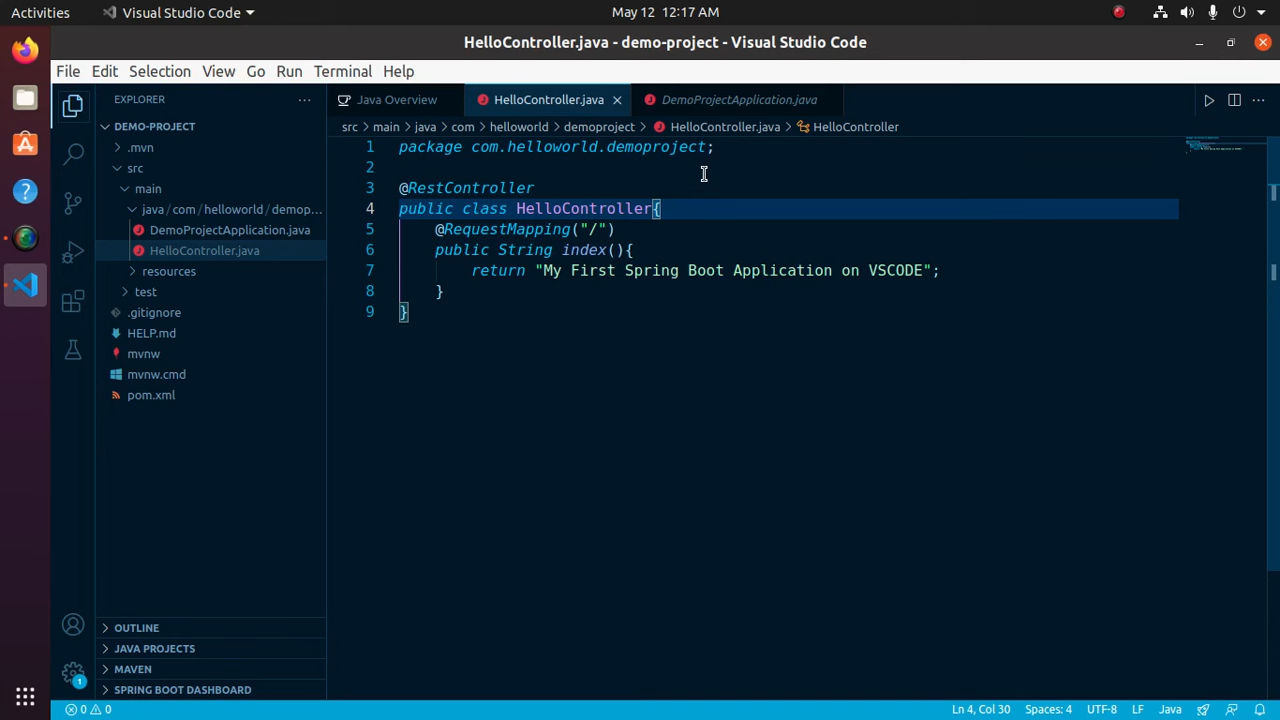 Activities Visual Studio Code May 12 12:17 AM
HelloController.java - demo-project - Visual Studio Code
File Edit Selection View Go Run Terminal Help
EXPLORER
DEMO-PROJECT
.mvn
src
main
java/com/helloworld/demop...
DemoProjectApplication.java
HelloController.java
resources
test
.gitignore
HELP.md
mvnw
mvnw.cmd
pom.xml
OUTLINE
JAVA PROJECTS
MAVEN
SPRING BOOT DASHBOARD
Java Overview HelloController.java DemoProjectApplication.java
src > main > java > com > helloworld > demoproject > HelloController.java > HelloController
1 package com.helloworld.demoproject;
2
3 @RestController
4 public class HelloController{
5 @RequestMapping("/")
6 public String index(){
7 return "My First Spring Boot Application on VSCODE";
8 }
9 }
1
0 0 Ln 4, Col 30 Spaces: 4 UTF-8 LF Java